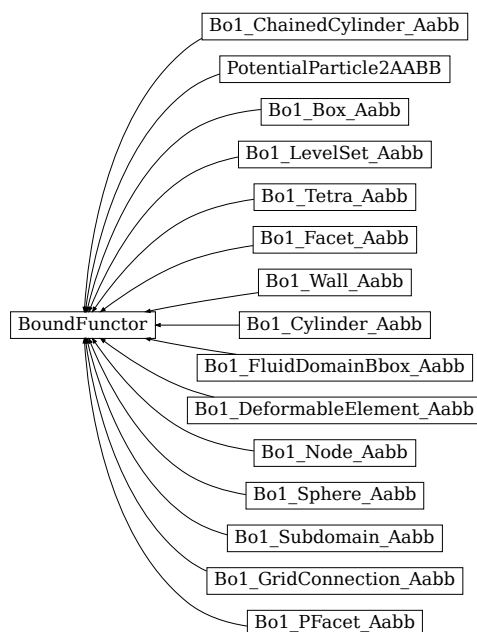 Bo1_ChainedCylinder_Aabb
PotentialParticle2AABB
Bo1_Box_Aabb
Bo1_LevelSet_Aabb
Bo1_Tetra_Aabb
Bo1_Facet_Aabb
Bo1_Wall_Aabb
BoundFunctor
Bo1_Cylinder_Aabb
Bo1_FluidDomainBbox_Aabb
Bo1_DeformableElement_Aabb
Bo1_Node_Aabb
Bo1_Sphere_Aabb
Bo1_Subdomain_Aabb
Bo1_GridConnection_Aabb
Bo1_PFacet_Aabb